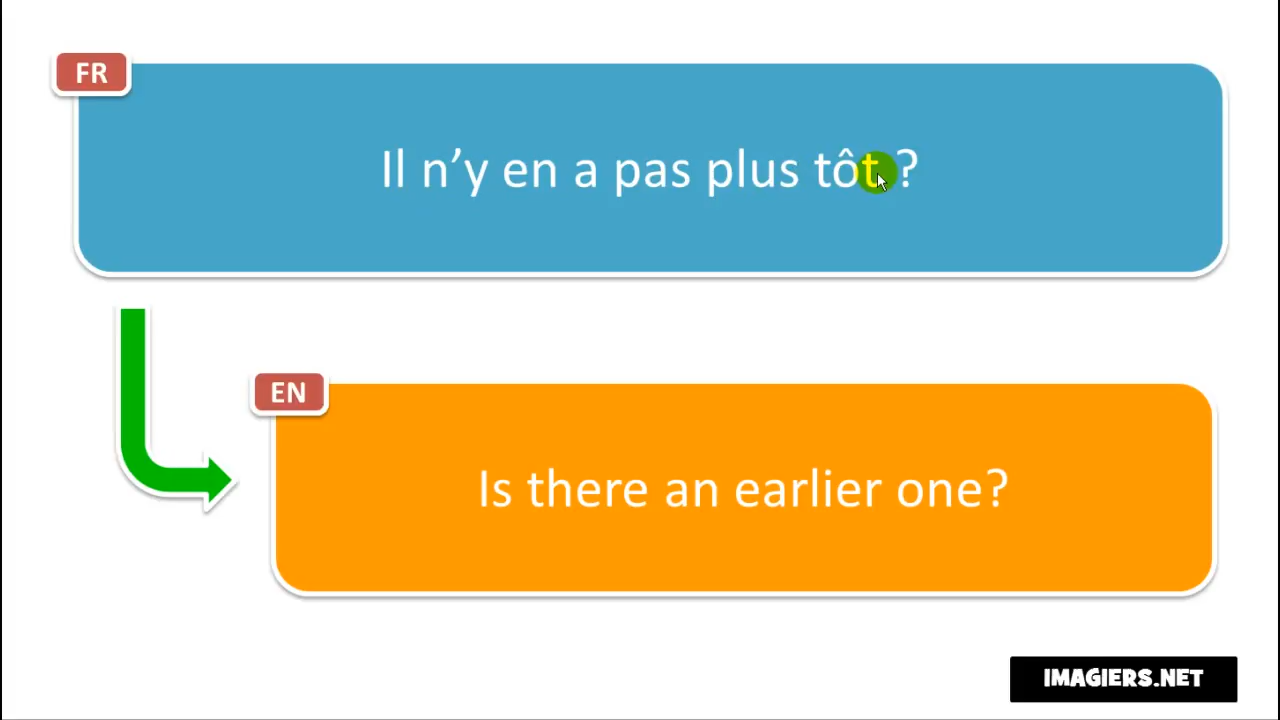 FR
Il n’y en a pas plus tôt ?
EN
Is there an earlier one?
IMAGIERS.NET